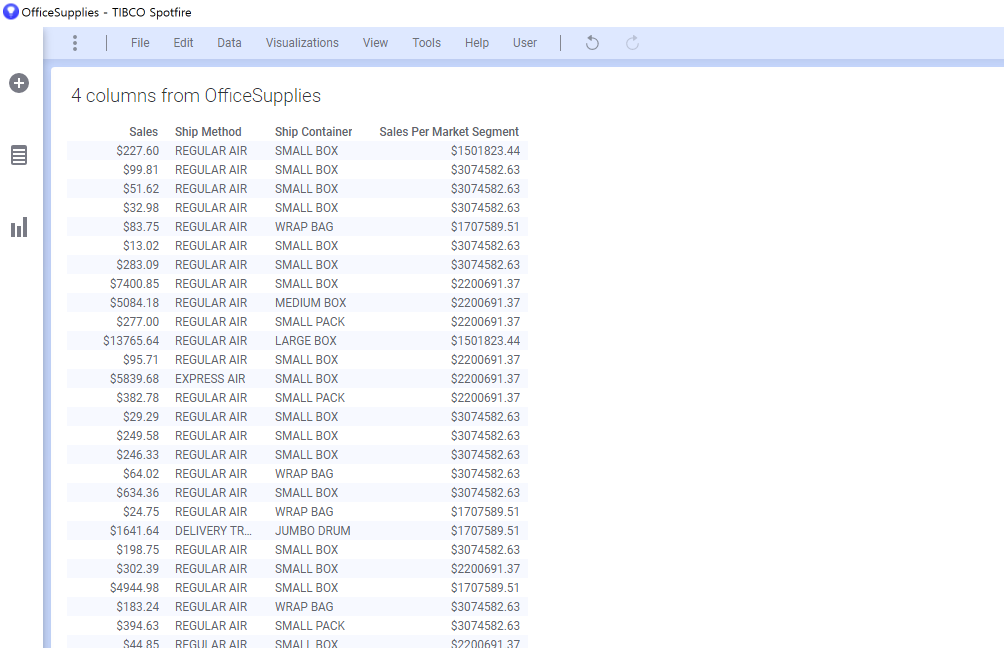 OfficeSupplies - TIBCO Spotfire
File Edit Data Visualizations View Tools Help User
4 columns from OfficeSupplies
Sales Ship Method Ship Container Sales Per Market Segment
$227.60 REGULAR AIR SMALL BOX $1501823.44
$99.81 REGULAR AIR SMALL BOX $3074582.63
$51.62 REGULAR AIR SMALL BOX $3074582.63
$32.98 REGULAR AIR SMALL BOX $3074582.63
$83.75 REGULAR AIR WRAP BAG $1707589.51
$13.02 REGULAR AIR SMALL BOX $3074582.63
$283.09 REGULAR AIR SMALL BOX $3074582.63
$7400.85 REGULAR AIR SMALL BOX $2200691.37
$5084.18 REGULAR AIR MEDIUM BOX $2200691.37
$277.00 REGULAR AIR SMALL PACK $2200691.37
$13765.64 REGULAR AIR LARGE BOX $1501823.44
$95.71 REGULAR AIR SMALL BOX $2200691.37
$5839.68 EXPRESS AIR SMALL BOX $2200691.37
$382.78 REGULAR AIR SMALL PACK $2200691.37
$29.29 REGULAR AIR SMALL BOX $3074582.63
$249.58 REGULAR AIR SMALL BOX $3074582.63
$246.33 REGULAR AIR SMALL BOX $3074582.63
$64.02 REGULAR AIR WRAP BAG $3074582.63
$634.36 REGULAR AIR SMALL BOX $3074582.63
$24.75 REGULAR AIR WRAP BAG $1707589.51
$1641.64 DELIVERY TR... JUMBO DRUM $1707589.51
$198.75 REGULAR AIR SMALL BOX $3074582.63
$302.39 REGULAR AIR SMALL BOX $2200691.37
$4944.98 REGULAR AIR SMALL BOX $1707589.51
$183.24 REGULAR AIR WRAP BAG $3074582.63
$394.63 REGULAR AIR SMALL PACK $3074582.63
$44.85 REGULAR AIR SMALL BOX $2200691.37